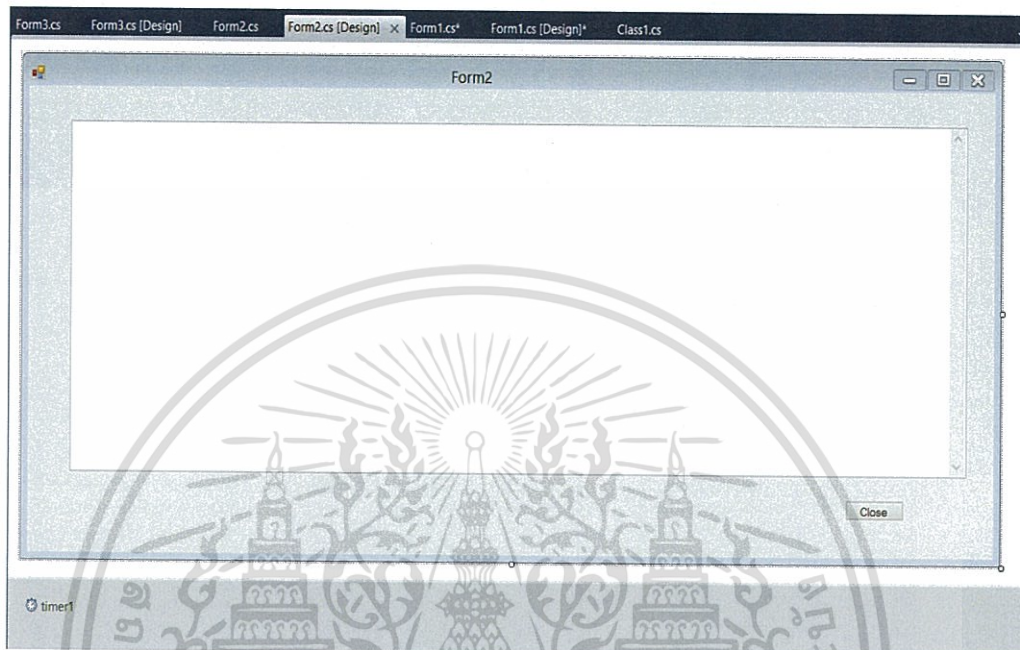 Form3.cs Form3.cs [Design] Form2.cs Form2.cs [Design] × Form1.cs* Form1.cs [Design]* Class1.cs
Form2
Close
timer1